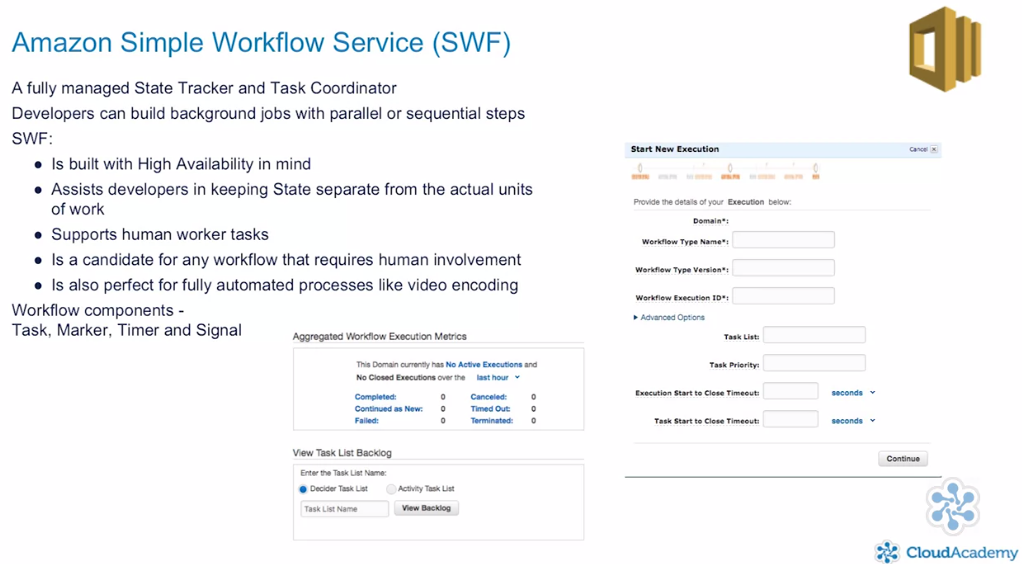 Amazon Simple Workflow Service (SWF)
A fully managed State Tracker and Task Coordinator
Developers can build background jobs with parallel or sequential steps
SWF:
● Is built with High Availability in mind
● Assists developers in keeping State separate from the actual units
of work
● Supports human worker tasks
● Is a candidate for any workflow that requires human involvement
● Is also perfect for fully automated processes like video encoding
Workflow components -
Task, Marker, Timer and Signal
Aggregated Workflow Execution Metrics
This Domain currently has No Active Executions and
No Closed Executions over the last hour
Completed: 0 Canceled: 0
Continued as New: 0 Timed Out: 0
Failed: 0 Terminated: 0
View Task List Backlog
Enter the Task List Name:
Decider Task List Activity Task List
Task List Name View Backlog
Start New Execution Cancel x
Provide the details of your Execution below:
Domain*:
Workflow Type Name*:
Workflow Type Version*:
Workflow Execution ID*:
Advanced Options
Task List:
Task Priority:
Execution Start to Close Timeout: seconds
Task Start to Close Timeout: seconds
Continue
CloudAcademy